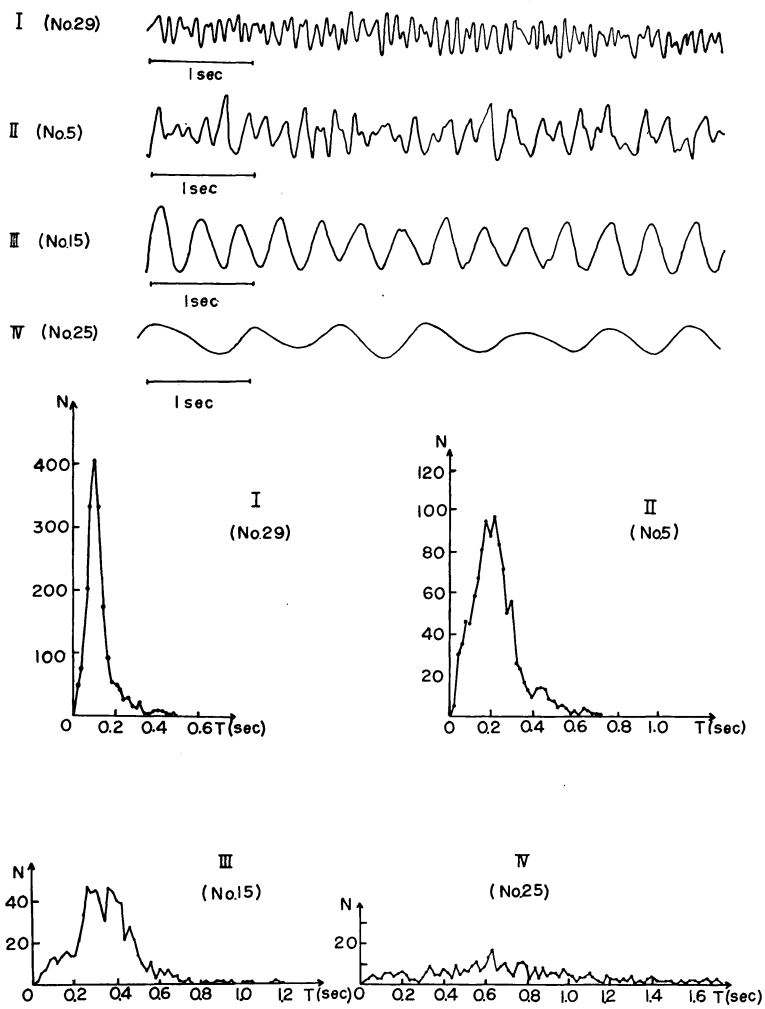 I (No.29)
1 sec
II (No.5)
1 sec
III (No.15)
1 sec
IV (No.25)
1 sec
N
400
300
200
100
0 0.2 0.4 0.6 T(sec)
I
(No.29)
N
120
100
80
60
40
20
0 0.2 0.4 0.6 0.8 1.0 T(sec)
II
(No.5)
N
40
20
0 0.2 0.4 0.6 0.8 1.0 1.2 T(sec)
III
(No.15)
N
20
0 0.2 0.4 0.6 0.8 1.0 1.2 1.4 1.6 T(sec)
IV
(No.25)